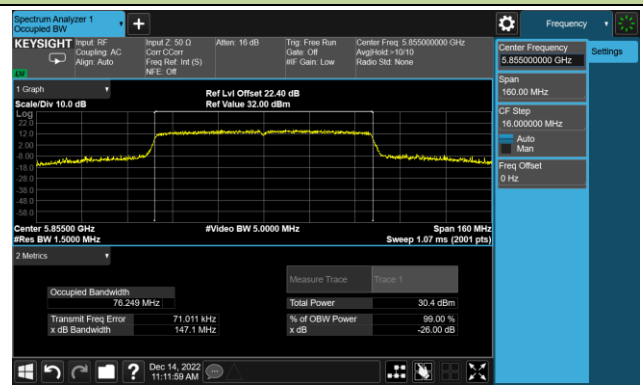 Spectrum Analyzer 1
Occupied BW
Frequency
KEYSIGHT
Input: RF
Coupling: AC
Align: Auto
Input Z: 50 Ω
Corr CCorr
Freq Ref: Int (S)
NFE: Off
Atten: 16 dB
Trig: Free Run
Gate: Off
#IF Gain: Low
Center Freq: 5.855000000 GHz
Avg|Hold:>10/10
Radio Std: None
Center Frequency
5.855000000 GHz
Settings
Span
160.00 MHz
CF Step
16.000000 MHz
Auto
Man
Freq Offset
0 Hz
1 Graph
Scale/Div 10.0 dB
Ref Lvl Offset 22.40 dB
Ref Value 32.00 dBm
Log
22.0
12.0
2.00
-8.00
-18.0
-28.0
-38.0
-48.0
-58.0
Center 5.85500 GHz
#Res BW 1.5000 MHz
#Video BW 5.0000 MHz
Span 160 MHz
Sweep 1.07 ms (2001 pts)
2 Metrics
Measure Trace
Trace 1
Occupied Bandwidth
76.249 MHz
Total Power
30.4 dBm
Transmit Freq Error
71.011 kHz
% of OBW Power
99.00 %
x dB Bandwidth
147.1 MHz
x dB
-26.00 dB
Dec 14, 2022
11:11:59 AM